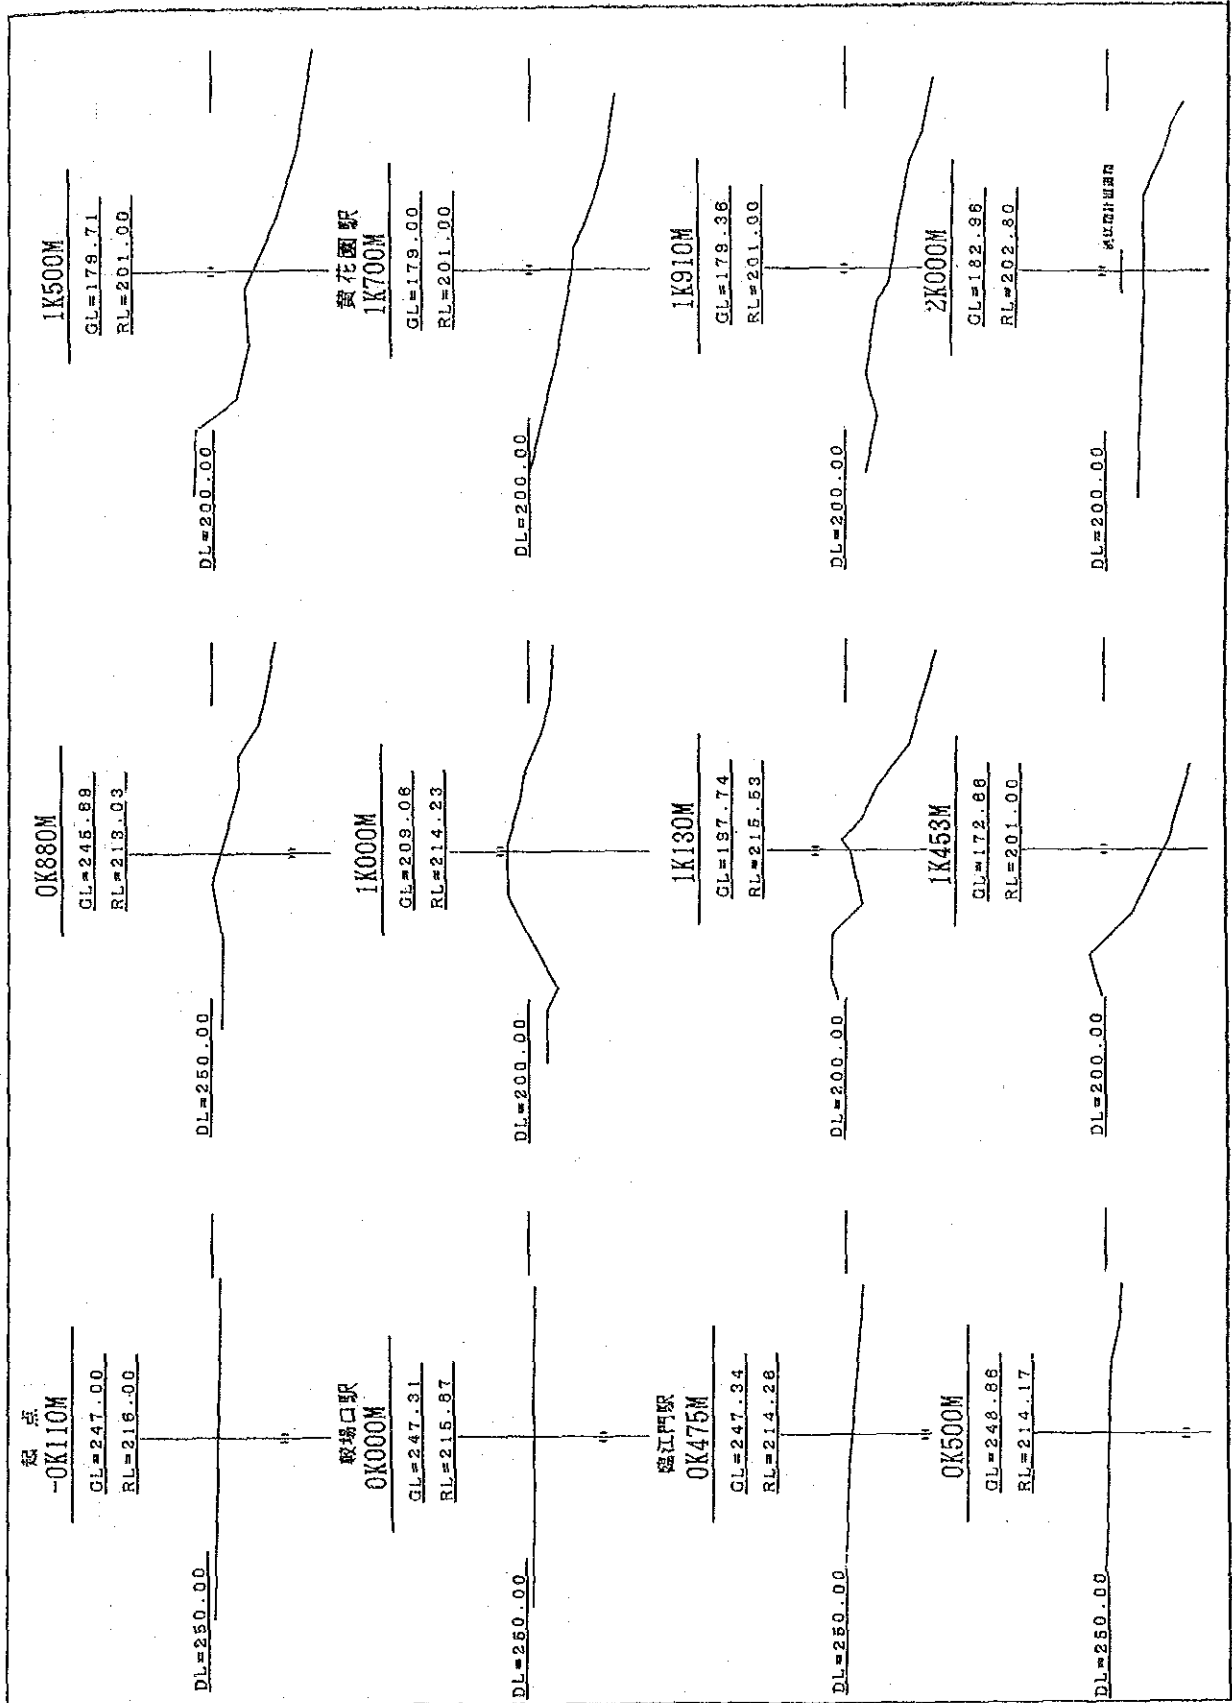 起点
-0K110M
GL=247.00
RL=216.00
DL=250.00
較場口駅
0K000M
GL=247.31
RL=215.87
DL=250.00
臨江門駅
0K475M
GL=247.34
RL=214.26
DL=250.00
0K500M
GL=248.86
RL=214.17
DL=250.00
0K880M
GL=245.89
RL=213.03
DL=250.00
1K000M
GL=209.06
RL=214.23
DL=200.00
1K130M
GL=197.74
RL=215.53
DL=200.00
1K453M
GL=172.68
RL=201.00
DL=200.00
1K500M
GL=179.71
RL=201.00
DL=200.00
黄花園駅
1K700M
GL=179.00
RL=201.00
DL=200.00
1K910M
GL=179.36
RL=201.00
DL=200.00
2K000M
GL=182.96
RL=202.80
DL=200.00